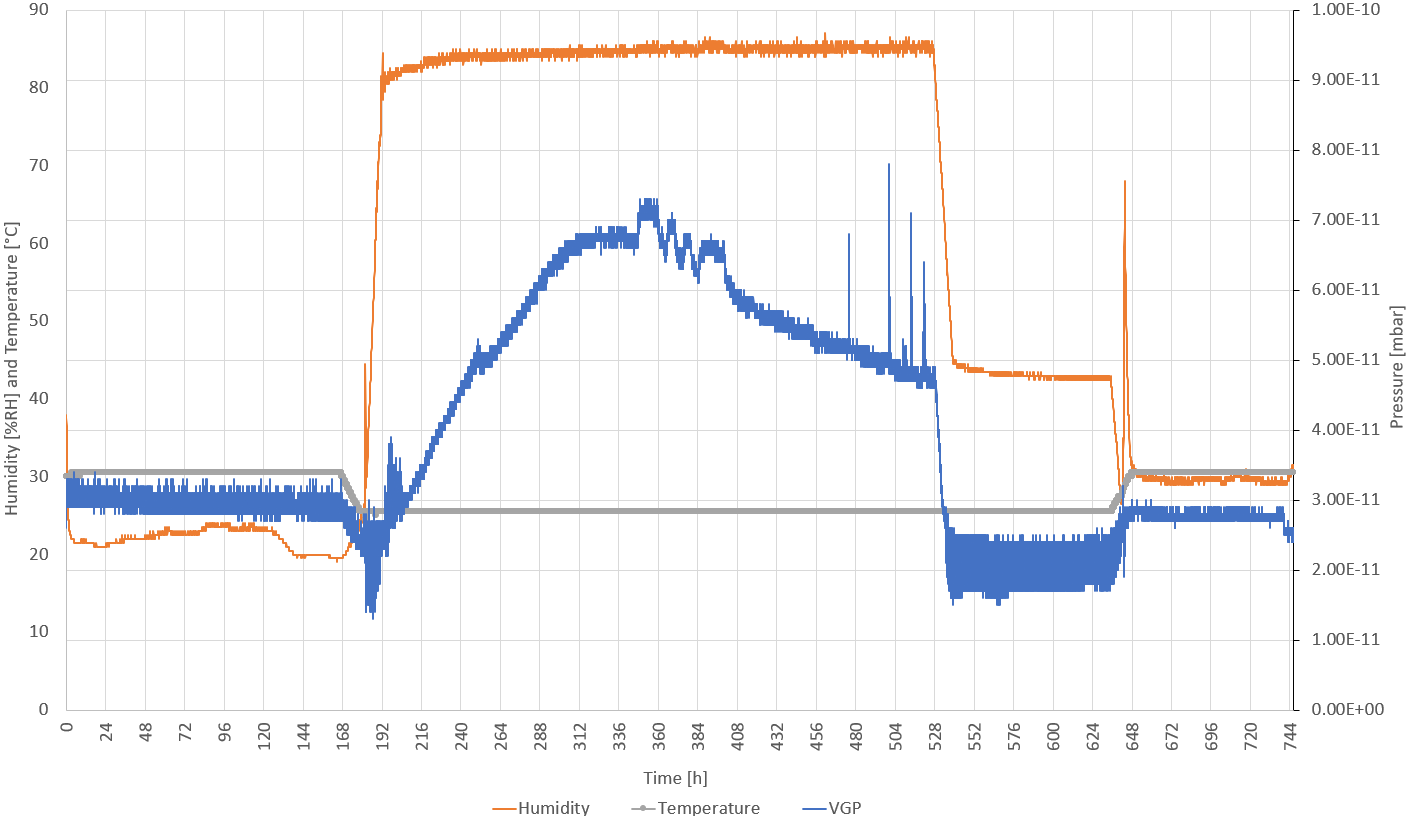 90
80
70
60
50
40
30
20
10
0
Humidity [%RH] and Temperature [°C]
1.00E-10
9.00E-11
8.00E-11
7.00E-11
6.00E-11
5.00E-11
4.00E-11
3.00E-11
2.00E-11
1.00E-11
0.00E+00
Pressure [mbar]
0 24 48 72 96 120 144 168 192 216 240 264 288 312 336 360 384 408 432 456 480 504 528 552 576 600 624 648 672 696 720 744
Time [h]
Humidity Temperature VGP